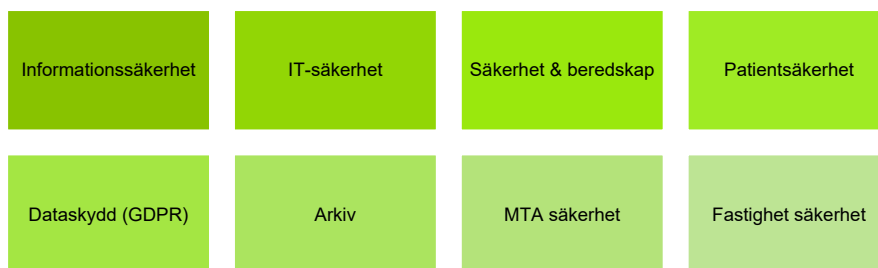 Informationssäkerhet
IT-säkerhet
Säkerhet & beredskap
Patientsäkerhet
Dataskydd (GDPR)
Arkiv
MTA säkerhet
Fastighet säkerhet